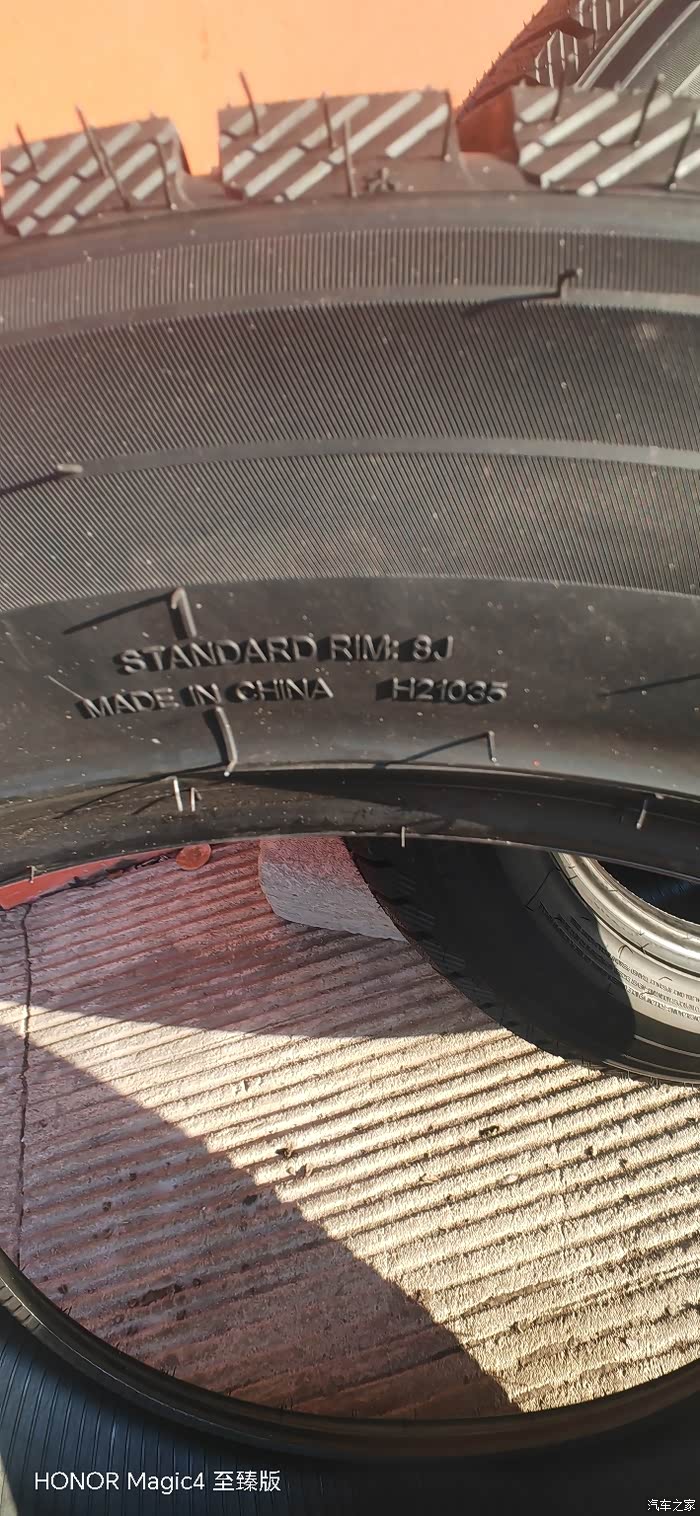 STANDARD RIM: 8J
MADE IN CHINA H21035
HONOR Magic4 至臻版
汽车之家